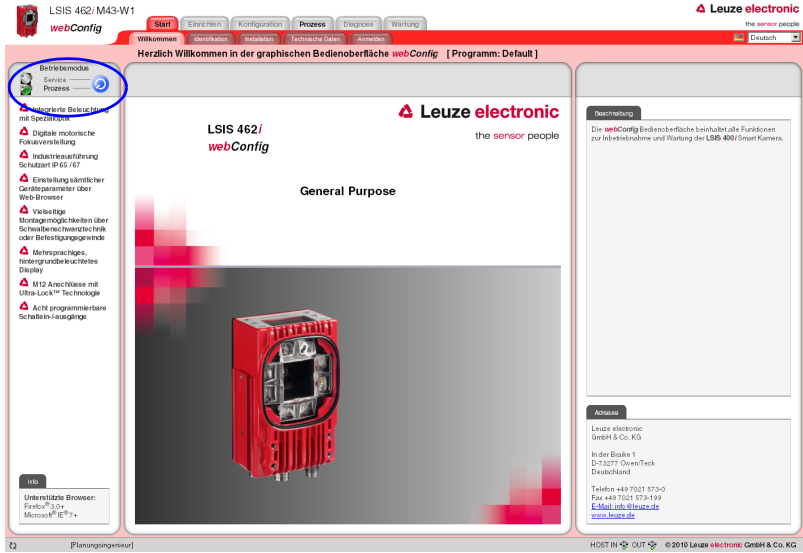 LSIS 462i M43-W1
webConfig
Start Einrichten Konfiguration Prozess Diagnose Wartung
Leuze electronic
the sensor people
Willkommen Identifikation Installation Technische Daten Anmelden
Deutsch
Herzlich Willkommen in der graphischen Bedienoberfläche webConfig [ Programm: Default ]
Betriebsmodus
Service
Prozess
Integrierte Beleuchtung
mit Spezialoptik
Digitale motorische
Fokusverstellung
Industrieausführung
Schutzart IP 65 / 67
Einstellung sämtlicher
Geräteparameter über
Web-Browser
Vielseitige
Montagemöglichkeiten über
Schwalbenschwanztechnik
oder Befestigungsgewinde
Mehrsprachiges,
hintergrundbeleuchtetes
Display
M12 Anschlüsse mit
Ultra-Lock™ Technologie
Acht programmierbare
Schaltein-/-ausgänge
Info
Unterstützte Browser:
Firefox® 3.0+
Microsoft® IE® 7+
LSIS 462i
webConfig
Leuze electronic
the sensor people
General Purpose
Beschreibung
Die webConfig Bedienoberfläche beinhaltet alle Funktionen
zur Inbetriebnahme und Wartung der LSIS 400i Smart Kamera.
Adresse
Leuze electronic
GmbH & Co. KG
In der Braike 1
D-73277 Owen/Teck
Deutschland
Telefon +49 7021 573-0
Fax +49 7021 573-199
E-Mail: info@leuze.de
www.leuze.de
[Planungsingenieur]
HOST IN OUT © 2010 Leuze electronic GmbH & Co. KG